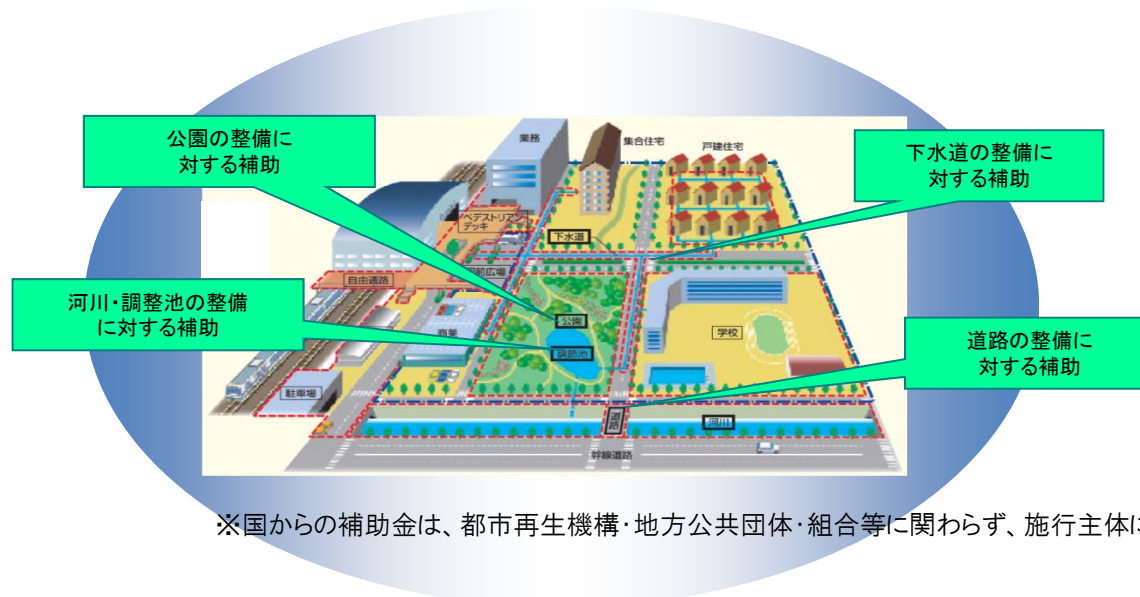 公園の整備に
対する補助
業務
集合住宅
戸建住宅
下水道の整備に
対する補助
ペデストリアン
デッキ
下水道
駅前広場
自由通路
河川・調整池の整備
に対する補助
商業
公園
調節池
学校
道路の整備に
対する補助
駐車場
道路
河川
幹線道路
※国からの補助金は、都市再生機構・地方公共団体・組合等に関わらず、施行主体に